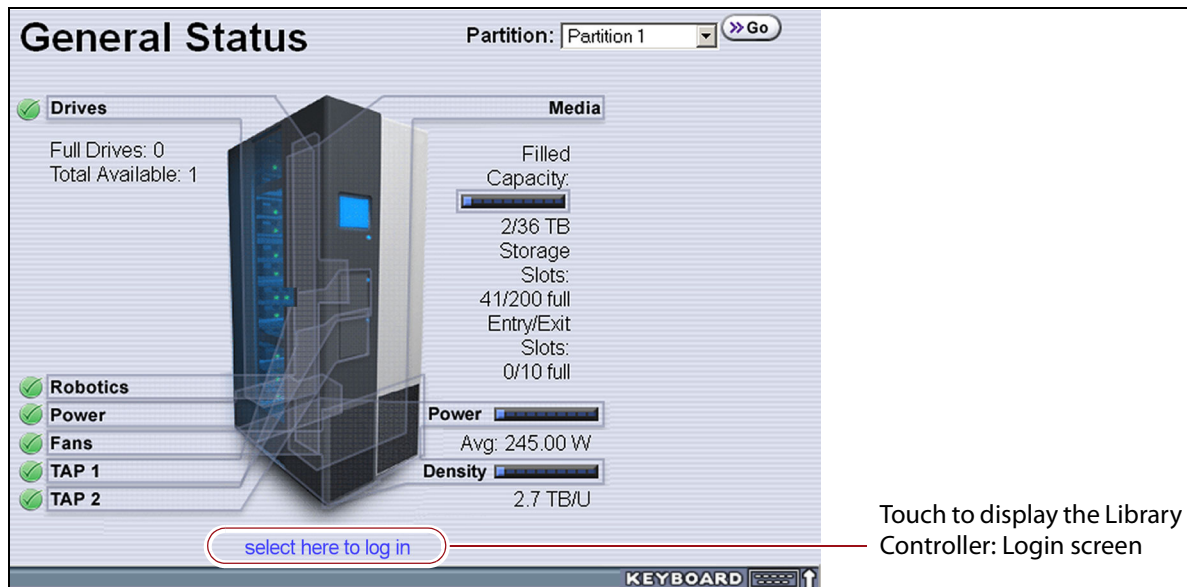 General Status
Partition: Partition 1
Go
Drives
Full Drives: 0
Total Available: 1
Media
Filled
Capacity:
2/36 TB
Storage
Slots:
41/200 full
Entry/Exit
Slots:
0/10 full
Robotics
Power
Fans
TAP 1
TAP 2
Power
Avg: 245.00 W
Density
2.7 TB/U
select here to log in
KEYBOARD
Touch to display the Library
Controller: Login screen